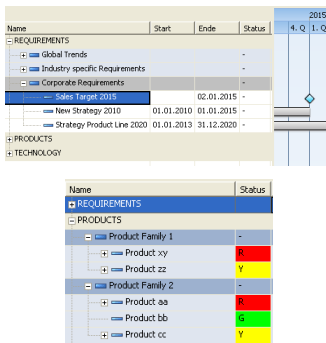 2015
Name Start Ende Status 4. Q 1. Q
REQUIREMENTS
Global Trends -
Industry specific Requirements -
Corporate Requirements -
Sales Target 2015 02.01.2015 -
New Strategy 2010 01.01.2010 01.01.2015 -
Strategy Product Line 2020 01.01.2013 31.12.2020 -
PRODUCTS
TECHNOLOGY
Name Status
REQUIREMENTS
PRODUCTS
Product Family 1 -
Product xy R
Product zz Y
Product Family 2 -
Product aa R
Product bb G
Product cc Y